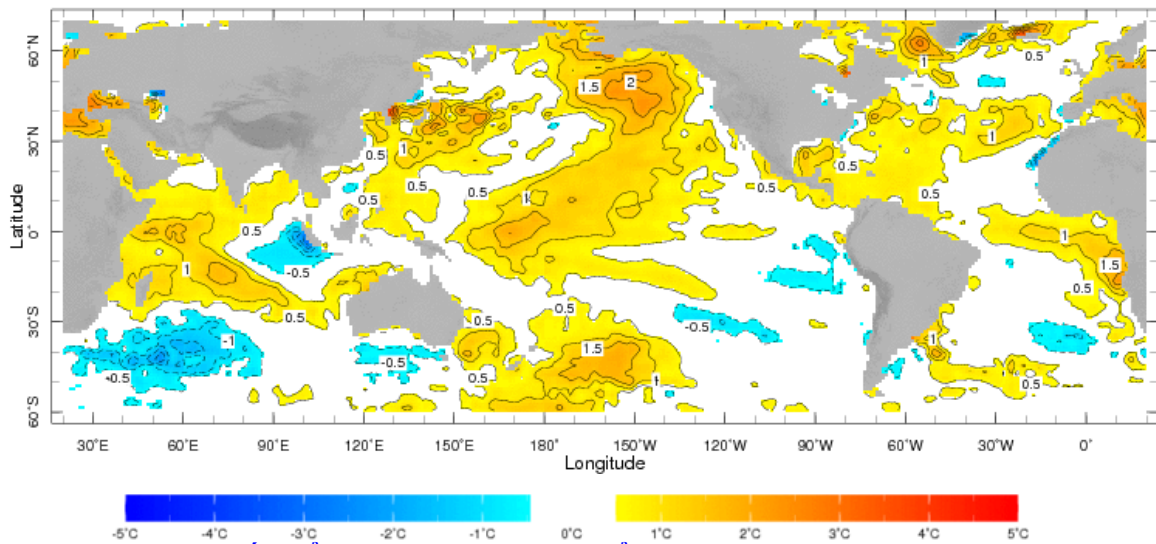 60°N
30°N
0°
30°S
60°S
Latitude
30°E
60°E
90°E
120°E
150°E
180°
150°W
120°W
90°W
60°W
30°W
0°
Longitude
1.5
2
1
0.5
0.5
1
0.5
0.5
0.5
1
0.5
0.5
1
0.5
0.5
-0.5
1
0.5
0.5
1
1.5
0.5
0.5
-1
-0.5
-0.5
0.5
0.5
1.5
1
-0.5
1
0.5
0.5
-5°C
-4°C
-3°C
-2°C
-1°C
0°C
1°C
2°C
3°C
4°C
5°C